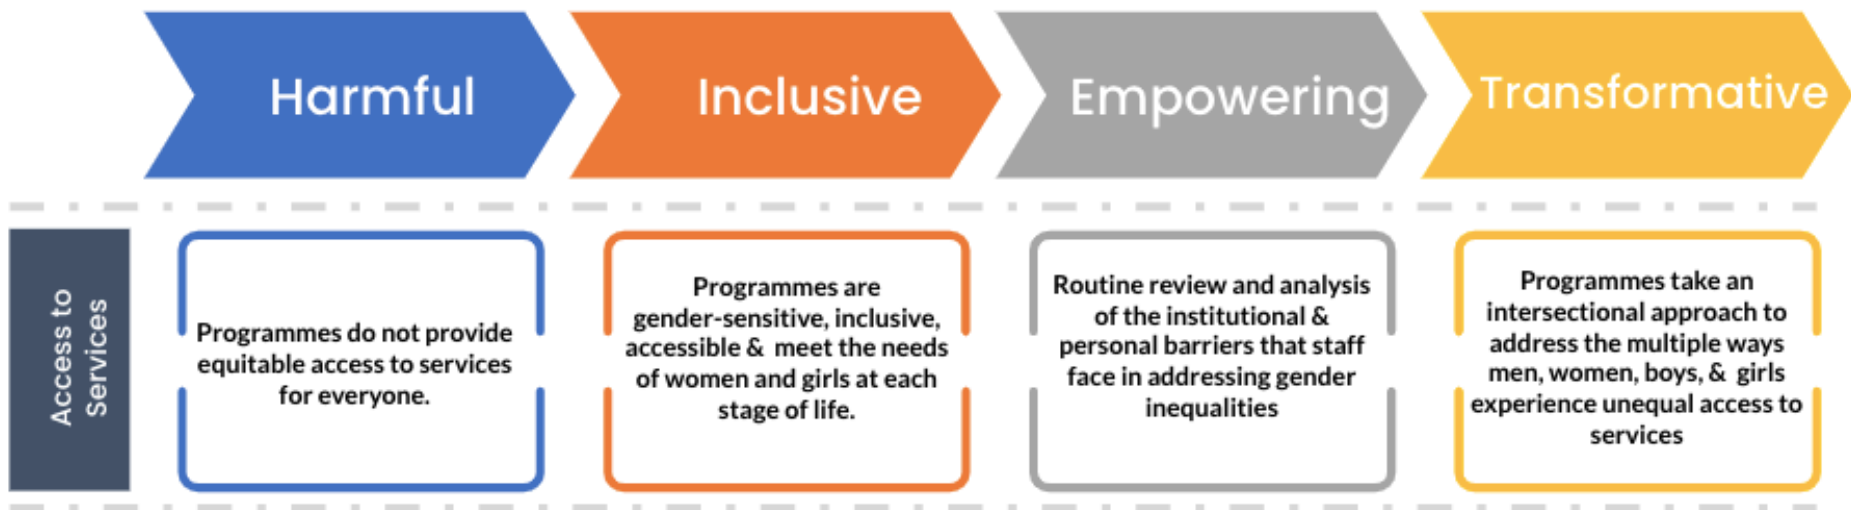 Harmful
Inclusive
Empowering
Transformative
Access to
Services
Programmes do not provide
equitable access to services
for everyone.
Programmes are
gender-sensitive, inclusive,
accessible & meet the needs
of women and girls at each
stage of life.
Routine review and analysis
of the institutional &
personal barriers that staff
face in addressing gender
inequalities
Programmes take an
intersectional approach to
address the multiple ways
men, women, boys, & girls
experience unequal access to
services